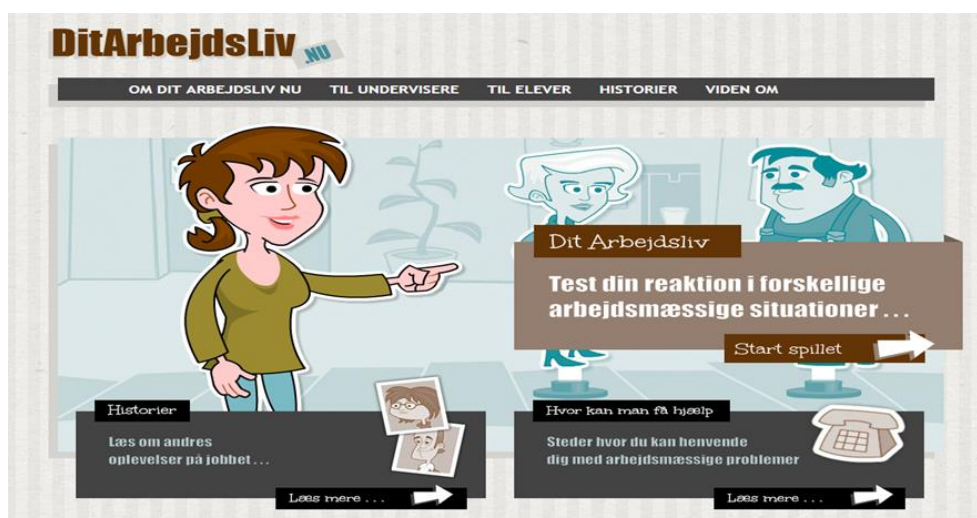 DitArbejdsLiv .NU
OM DIT ARBEJDSLIV NU TIL UNDERVISERE TIL ELEVER HISTORIER VIDEN OM
Dit Arbejdsliv
Test din reaktion i forskellige
arbejdsmæssige situationer . . .
Start spillet
Historier
Læs om andres
oplevelser på jobbet . . .
Læs mere . . .
Hvor kan man få hjælp
Steder hvor du kan henvende
dig med arbejdsmæssige problemer
Læs mere . . .